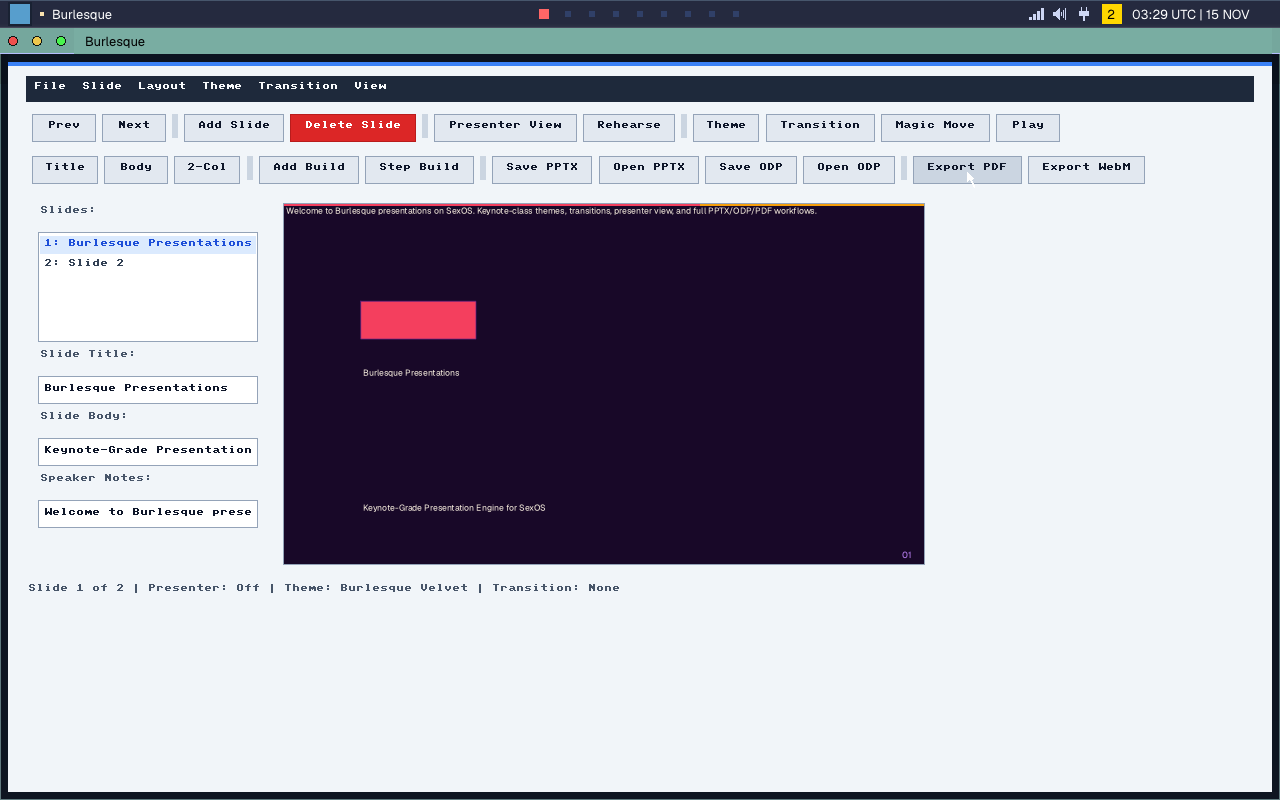 Burlesque
2
03:29 UTC | 15 NOV
Burlesque
File Slide Layout Theme Transition View
Prev Next Add Slide Delete Slide Presenter View Rehearse Theme Transition Magic Move Play
Title Body 2-Col Add Build Step Build Save PPTX Open PPTX Save ODP Open ODP Export PDF Export WebM
Slides:
1: Burlesque Presentations
2: Slide 2
Slide Title:
Burlesque Presentations
Slide Body:
Keynote-Grade Presentation
Speaker Notes:
Welcome to Burlesque prese
Welcome to Burlesque presentations on SexOS. Keynote-class themes, transitions, presenter view, and full PPTX/ODP/PDF workflows.
Burlesque Presentations
Keynote-Grade Presentation Engine for SexOS
01
Slide 1 of 2 | Presenter: Off | Theme: Burlesque Velvet | Transition: None